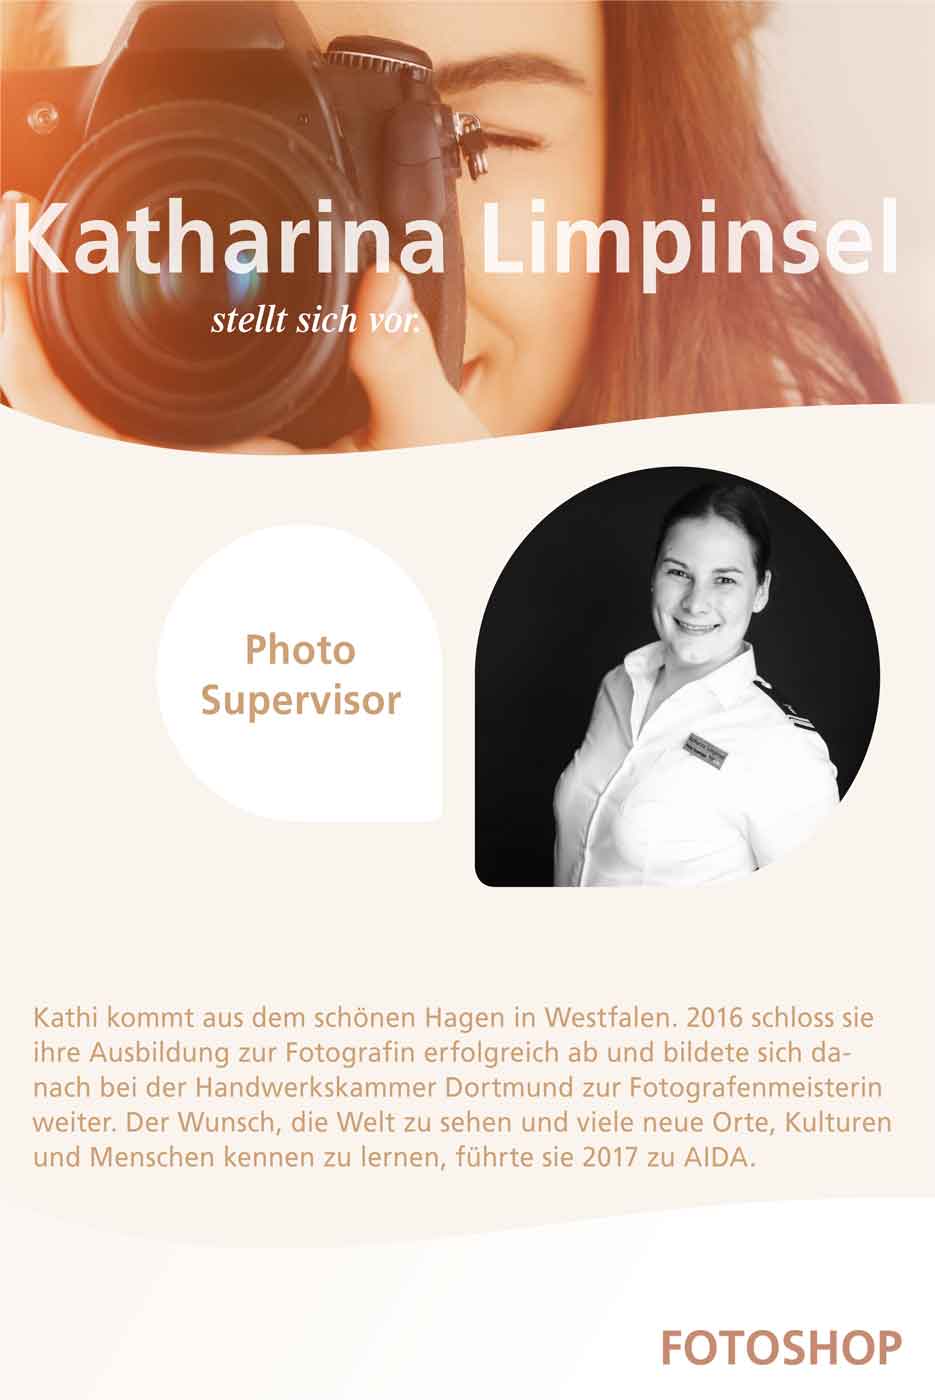 Katharina Limpinsel
stellt sich vor.
Photo
Supervisor
Kathi kommt aus dem schönen Hagen in Westfalen. 2016 schloss sie
ihre Ausbildung zur Fotografin erfolgreich ab und bildete sich da-
nach bei der Handwerkskammer Dortmund zur Fotografenmeisterin
weiter. Der Wunsch, die Welt zu sehen und viele neue Orte, Kulturen
und Menschen kennen zu lernen, führte sie 2017 zu AIDA.
FOTOSHOP